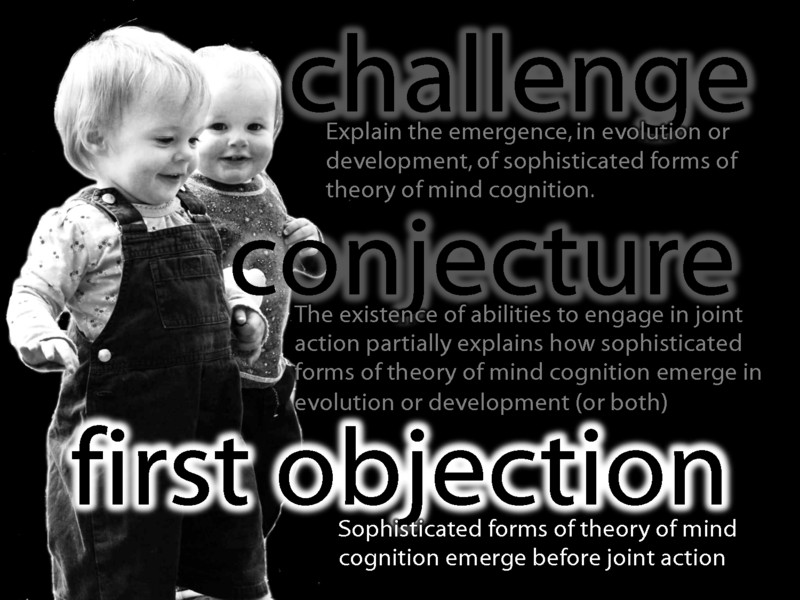 challenge
Explain the emergence, in evolution or
development, of sophisticated forms of
theory of mind cognition.
conjecture
The existence of abilities to engage in joint
action partially explains how sophisticated
forms of theory of mind cognition emerge in
evolution or development (or both)
first objection
Sophisticated forms of theory of mind
cognition emerge before joint action